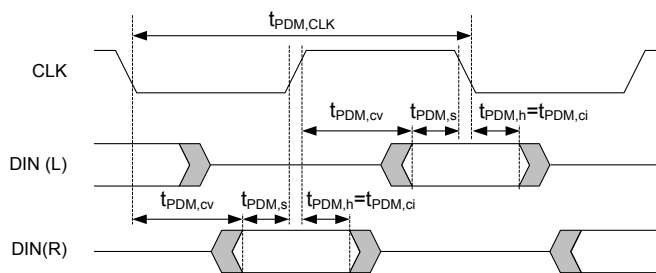 tPDM,CLK
CLK
tPDM,cv
tPDM,s
tPDM,h=tPDM,ci
DIN (L)
tPDM,cv
tPDM,s
tPDM,h=tPDM,ci
DIN(R)